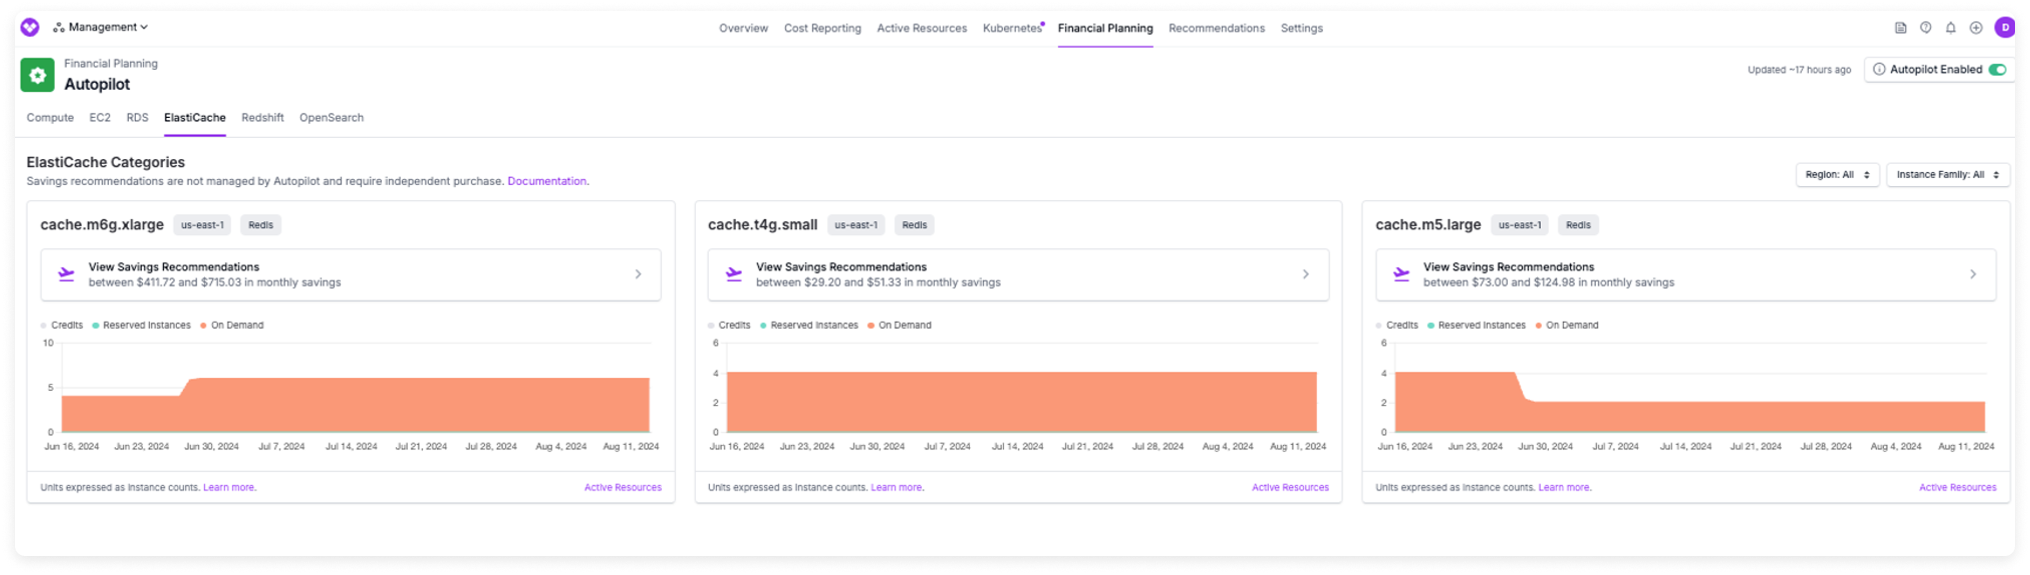 Management
Overview Cost Reporting Active Resources Kubernetes Financial Planning Recommendations Settings
D
Financial Planning
Autopilot
Updated ~17 hours ago
Autopilot Enabled
Compute EC2 RDS ElastiCache Redshift OpenSearch
ElastiCache Categories
Savings recommendations are not managed by Autopilot and require independent purchase. Documentation.
Region: All
Instance Family: All
cache.m6g.xlarge us-east-1 Redis
View Savings Recommendations
between $411.72 and $715.03 in monthly savings
Credits Reserved Instances On Demand
10
5
0
Jun 16, 2024 Jun 23, 2024 Jun 30, 2024 Jul 7, 2024 Jul 14, 2024 Jul 21, 2024 Jul 28, 2024 Aug 4, 2024 Aug 11, 2024
Units expressed as instance counts. Learn more. Active Resources
cache.t4g.small us-east-1 Redis
View Savings Recommendations
between $29.20 and $51.33 in monthly savings
Credits Reserved Instances On Demand
6
4
2
0
Jun 16, 2024 Jun 23, 2024 Jun 30, 2024 Jul 7, 2024 Jul 14, 2024 Jul 21, 2024 Jul 28, 2024 Aug 4, 2024 Aug 11, 2024
Units expressed as instance counts. Learn more. Active Resources
cache.m5.large us-east-1 Redis
View Savings Recommendations
between $73.00 and $124.98 in monthly savings
Credits Reserved Instances On Demand
6
4
2
0
Jun 16, 2024 Jun 23, 2024 Jun 30, 2024 Jul 7, 2024 Jul 14, 2024 Jul 21, 2024 Jul 28, 2024 Aug 4, 2024 Aug 11, 2024
Units expressed as instance counts. Learn more. Active Resources